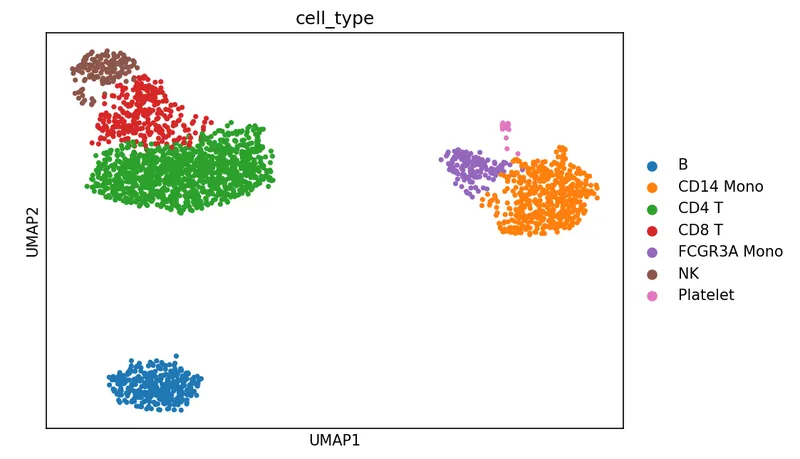 cell_type
UMAP2
UMAP1
B
CD14 Mono
CD4 T
CD8 T
FCGR3A Mono
NK
Platelet